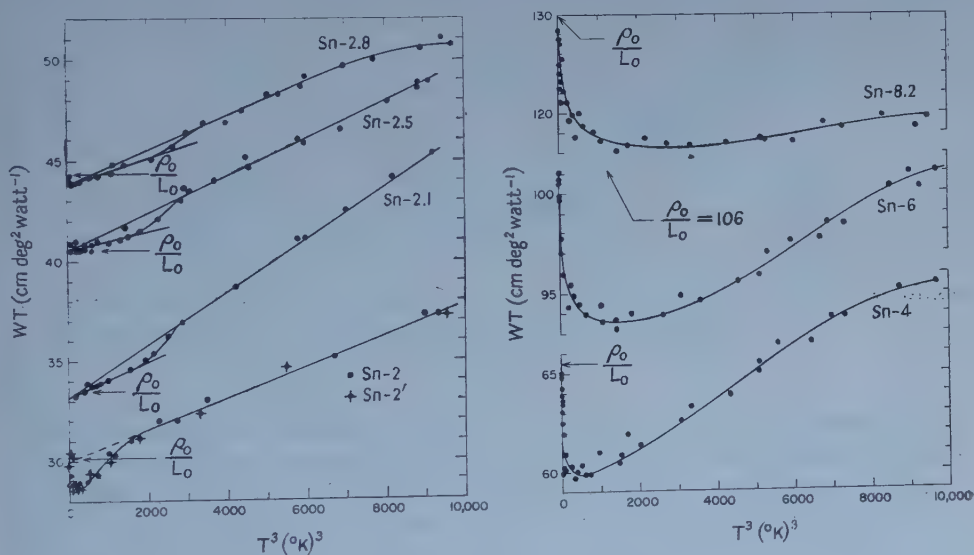 WT (cm deg² watt⁻¹)
50
45
40
35
30
0
2000
4000
6000
8000
10,000
T³ (°K)³
Sn-2.8
ρ₀
L₀
Sn-2.5
ρ₀
L₀
Sn-2.1
ρ₀
L₀
Sn-2
Sn-2′
ρ₀
L₀
WT (cm deg² watt⁻¹)
130
120
100
95
65
60
0
2000
4000
6000
8000
10,000
T³ (°K)³
ρ₀
L₀
Sn-8.2
ρ₀
L₀ = 106
Sn-6
Sn-4
ρ₀
L₀